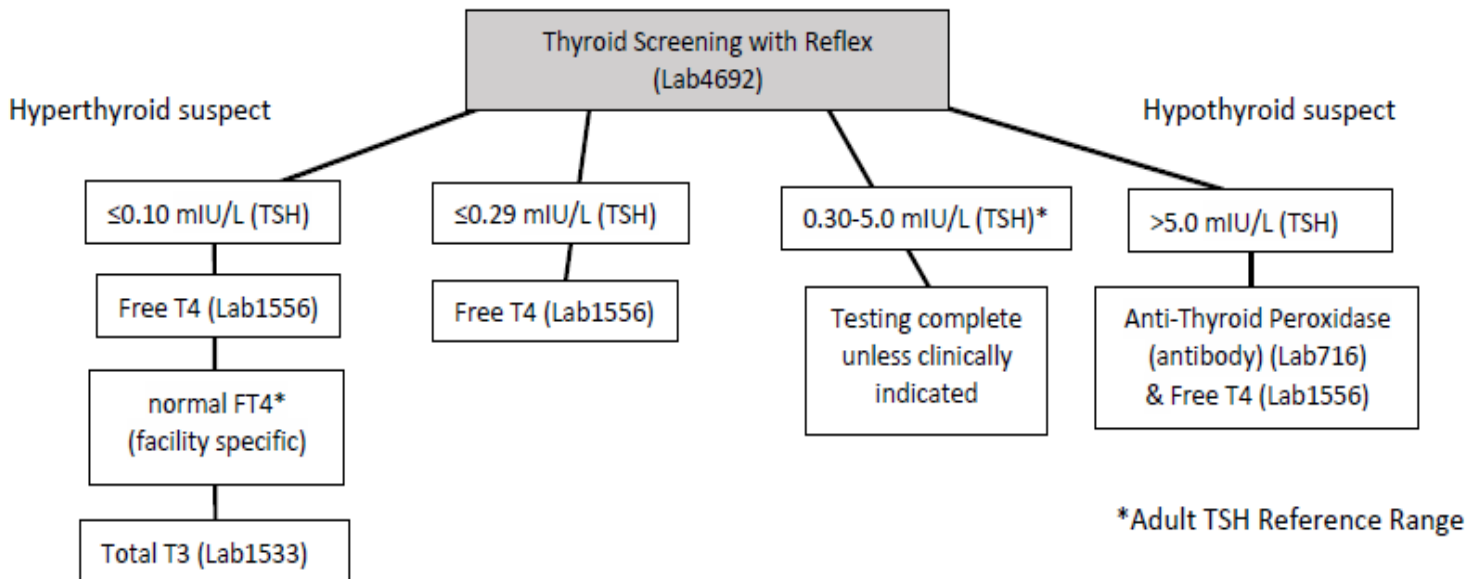 Thyroid Screening with Reflex
(Lab4692)
Hyperthyroid suspect
Hypothyroid suspect
≤0.10 mIU/L (TSH)
≤0.29 mIU/L (TSH)
0.30-5.0 mIU/L (TSH)*
>5.0 mIU/L (TSH)
Free T4 (Lab1556)
Free T4 (Lab1556)
Testing complete
unless clinically
indicated
Anti-Thyroid Peroxidase
(antibody) (Lab716)
& Free T4 (Lab1556)
normal FT4*
(facility specific)
Total T3 (Lab1533)
*Adult TSH Reference Range